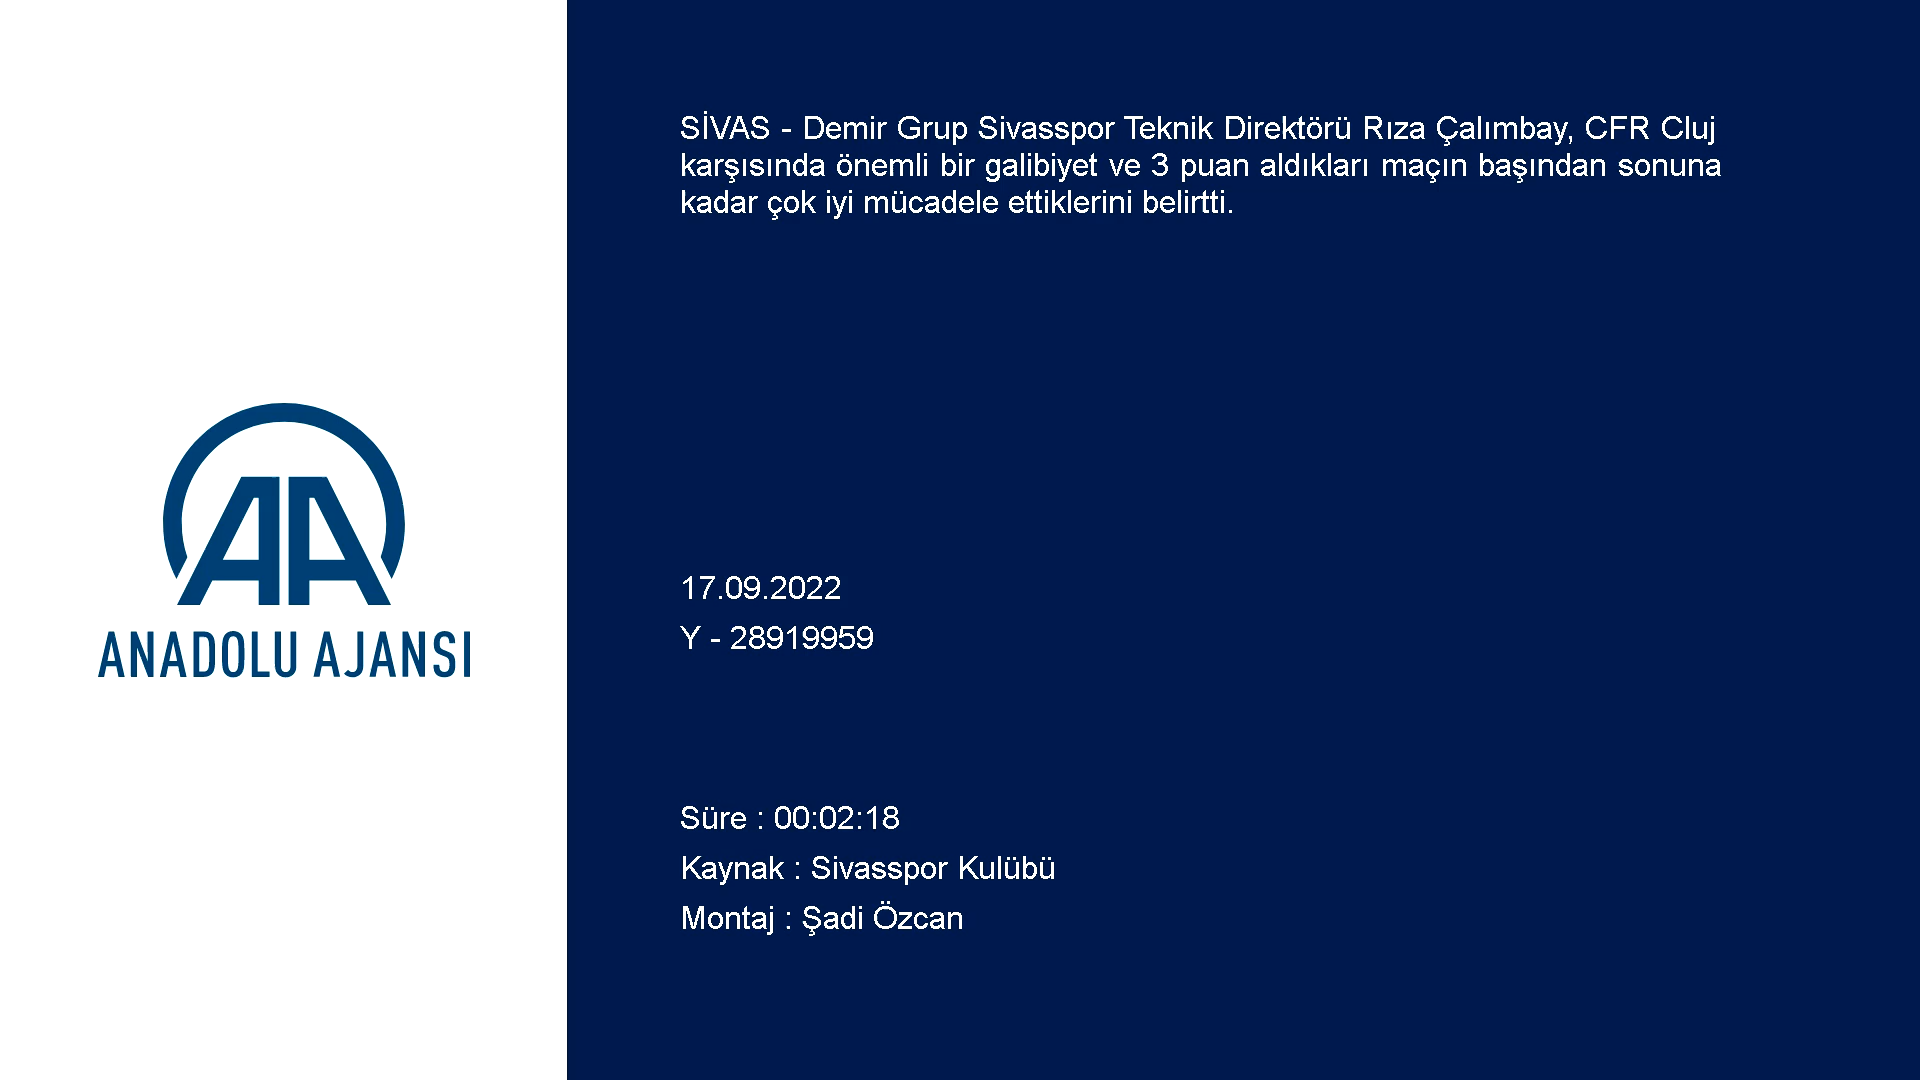 SİVAS - Demir Grup Sivasspor Teknik Direktörü Rıza Çalımbay, CFR Cluj
karşısında önemli bir galibiyet ve 3 puan aldıkları maçın başından sonuna
kadar çok iyi mücadele ettiklerini belirtti.
AA
ANADOLU AJANSI
17.09.2022
Y - 28919959
Süre : 00:02:18
Kaynak : Sivasspor Kulübü
Montaj : Şadi Özcan